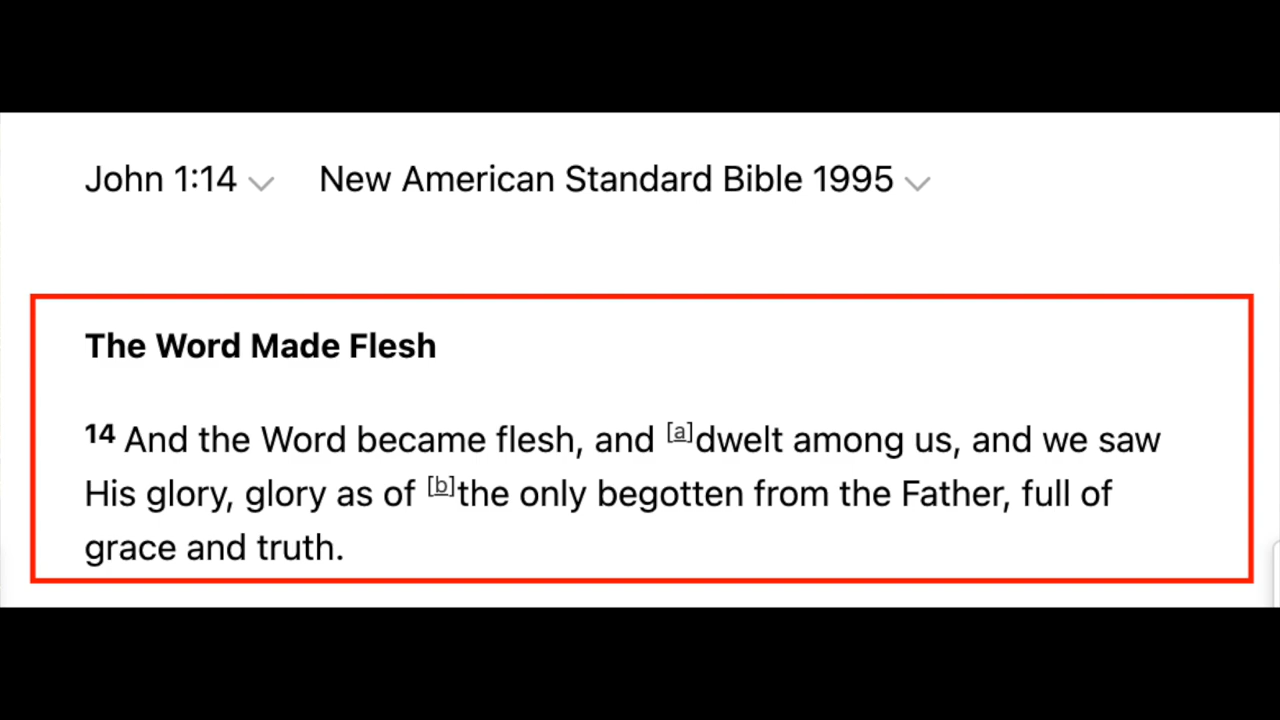 John 1:14 New American Standard Bible 1995
The Word Made Flesh
14 And the Word became flesh, and [a]dwelt among us, and we saw
His glory, glory as of [b]the only begotten from the Father, full of
grace and truth.